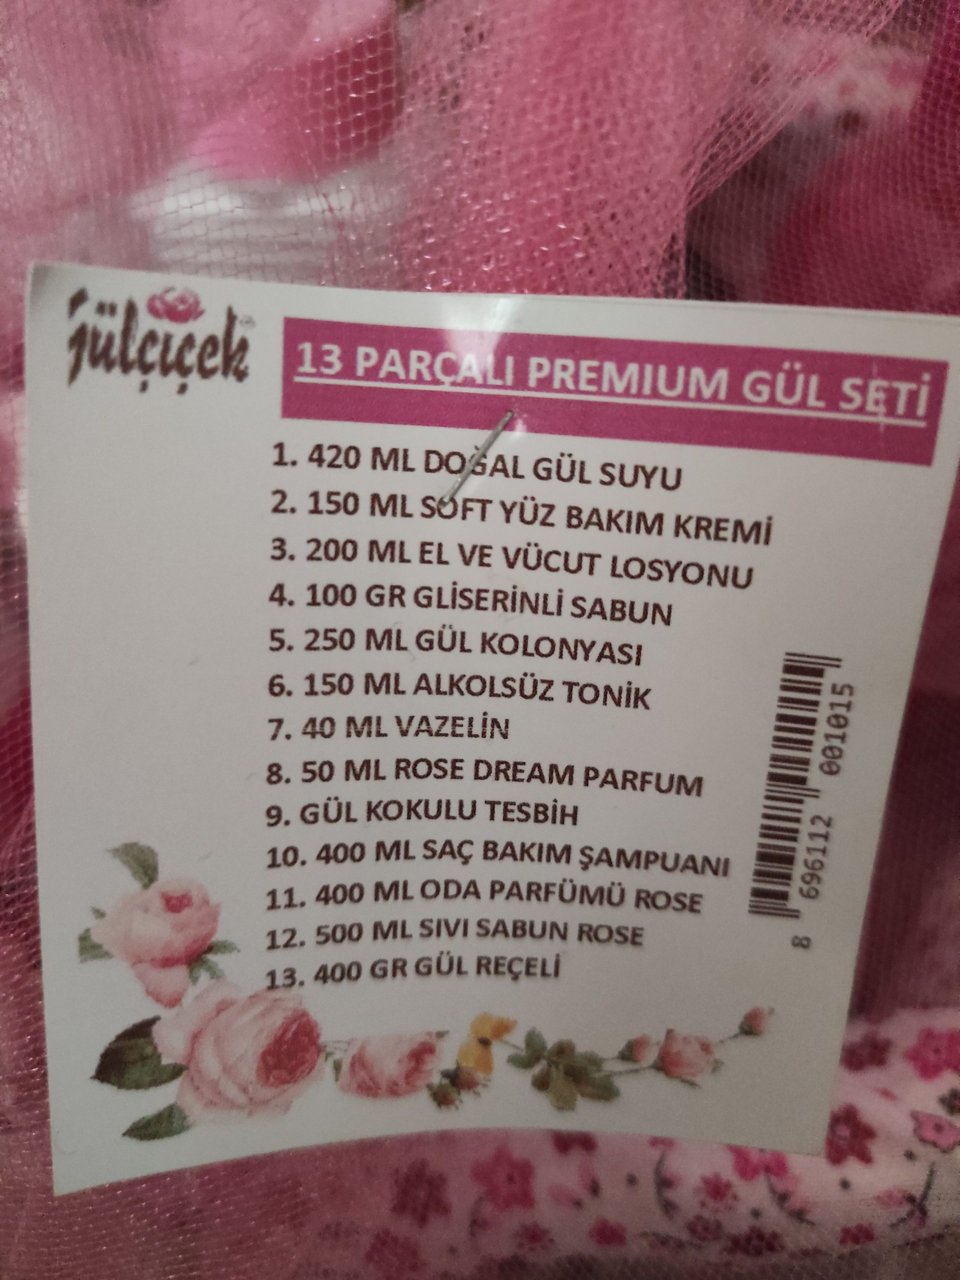 gülçiçek
13 PARÇALI PREMIUM GÜL SETİ
1. 420 ML DOĞAL GÜL SUYU
2. 150 ML SOFT YÜZ BAKIM KREMİ
3. 200 ML EL VE VÜCUT LOSYONU
4. 100 GR GLİSERİNLİ SABUN
5. 250 ML GÜL KOLONYASI
6. 150 ML ALKOLSÜZ TONİK
7. 40 ML VAZELİN
8. 50 ML ROSE DREAM PARFUM
9. GÜL KOKULU TESBİH
10. 400 ML SAÇ BAKIM ŞAMPUANI
11. 400 ML ODA PARFÜMÜ ROSE
12. 500 ML SIVI SABUN ROSE
13. 400 GR GÜL REÇELİ
8 696112 001015